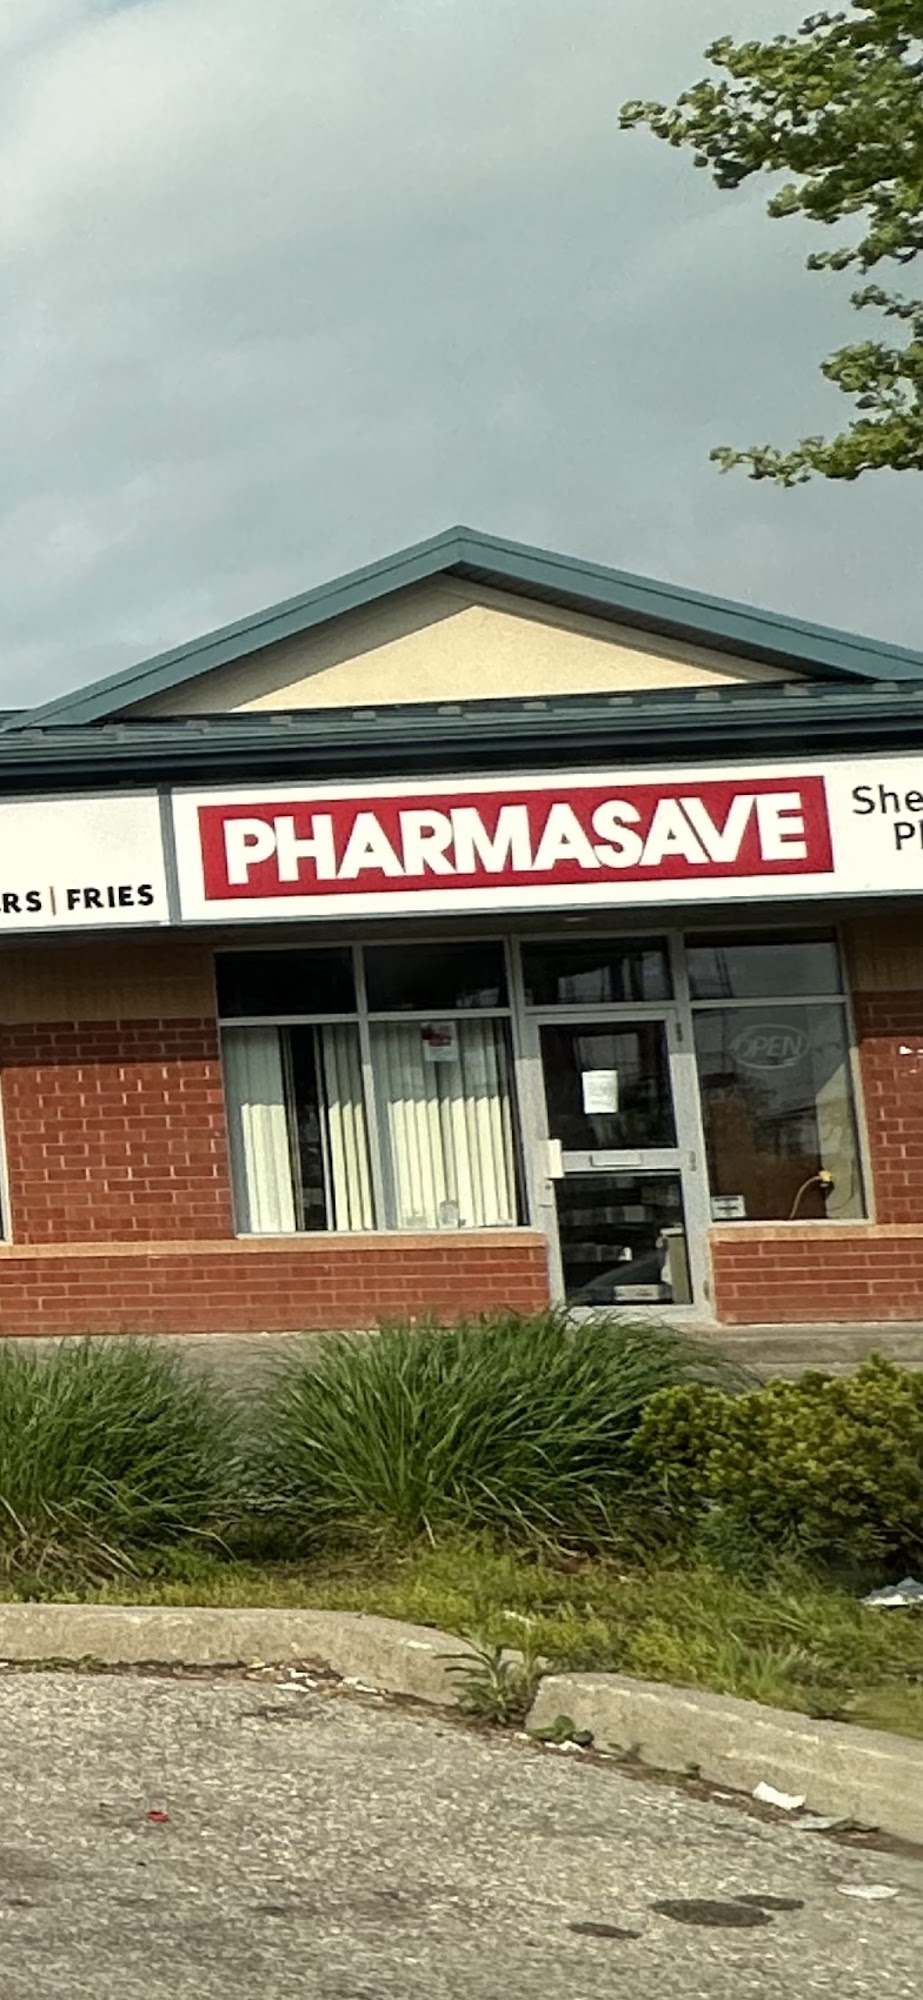 RS | FRIES
PHARMASAVE
She
Pl
OPEN